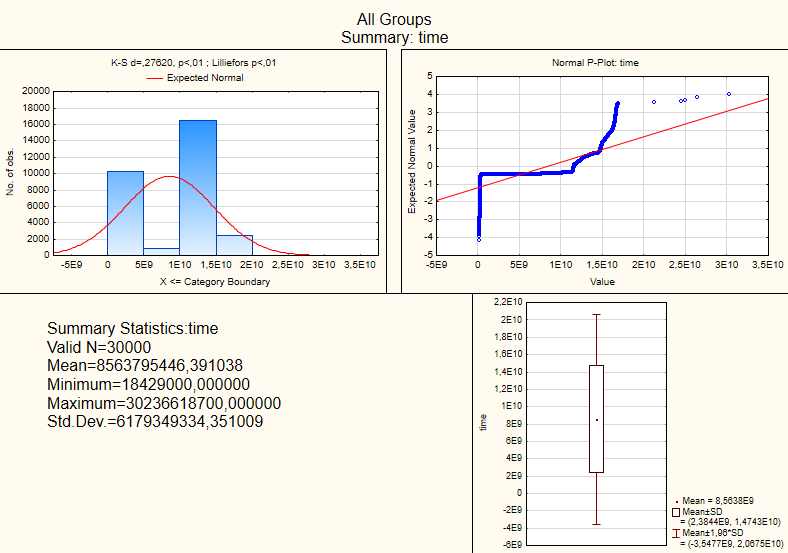 All Groups
Summary: time
K-S d=,27620, p<,01 ; Lilliefors p<,01
Expected Normal
20000
18000
16000
14000
12000
10000
8000
6000
4000
2000
0
No. of obs.
-5E9 0 5E9 1E10 1,5E10 2E10 2,5E10 3E10 3,5E10
X <= Category Boundary
Normal P-Plot: time
5
4
3
2
1
0
-1
-2
-3
-4
-5
Expected Normal Value
-5E9 0 5E9 1E10 1,5E10 2E10 2,5E10 3E10 3,5E10
Value
Summary Statistics:time
Valid N=30000
Mean=8563795446,391038
Minimum=18429000,000000
Maximum=30236618700,000000
Std.Dev.=6179349334,351009
2,2E10
2E10
1,8E10
1,6E10
1,4E10
1,2E10
1E10
8E9
6E9
4E9
2E9
0
-2E9
-4E9
-6E9
time
Mean = 8,5638E9
Mean±SD
= (2,3844E9, 1,4743E10)
Mean±1,96*SD
= (-3,5477E9, 2,0675E10)